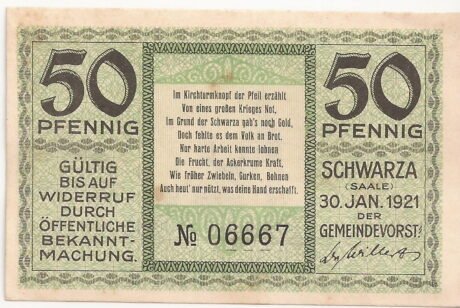 50
PFENNIG
GÜLTIG
BIS AUF
WIDERRUF
DURCH
ÖFFENTLICHE
BEKANNT-
MACHUNG.
Im Kirchturmknopf der Pfeil erzählt
Von eines großen Krieges Not,
Im Grund der Schwarza gab's noch Gold,
Doch fehlte es dem Volk an Brot.
Nur harte Arbeit konnte lohnen
Die Frucht, der Ackerkrume Kraft,
Wie früher Zwiebeln, Gurken, Bohnen
Auch heut' nur nützt, was deine Hand erschafft.
№ 06667
50
PFENNIG
SCHWARZA
(SAALE)
30. JAN. 1921
DER
GEMEINDEVORST: